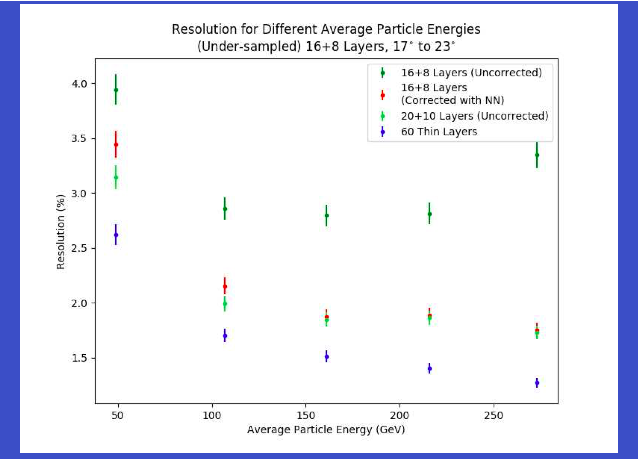 Resolution for Different Average Particle Energies
(Under-sampled) 16+8 Layers, 17° to 23°
16+8 Layers (Uncorrected)
16+8 Layers
(Corrected with NN)
20+10 Layers (Uncorrected)
60 Thin Layers
Resolution (%)
4.0
3.5
3.0
2.5
2.0
1.5
50 100 150 200 250
Average Particle Energy (GeV)